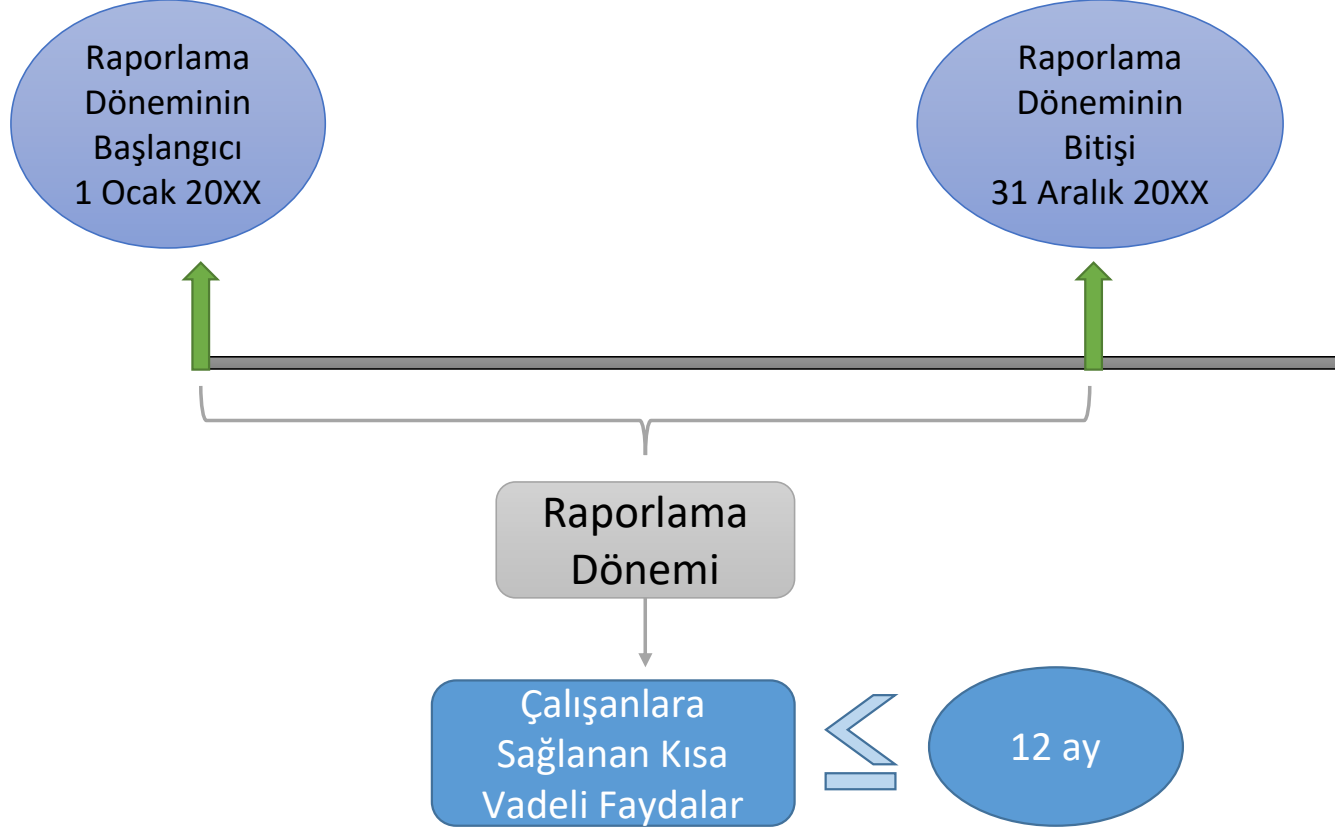 Raporlama
Döneminin
Başlangıcı
1 Ocak 20XX
Raporlama
Döneminin
Bitişi
31 Aralık 20XX
Raporlama
Dönemi
Çalışanlara
Sağlanan Kısa
Vadeli Faydalar
≤
12 ay